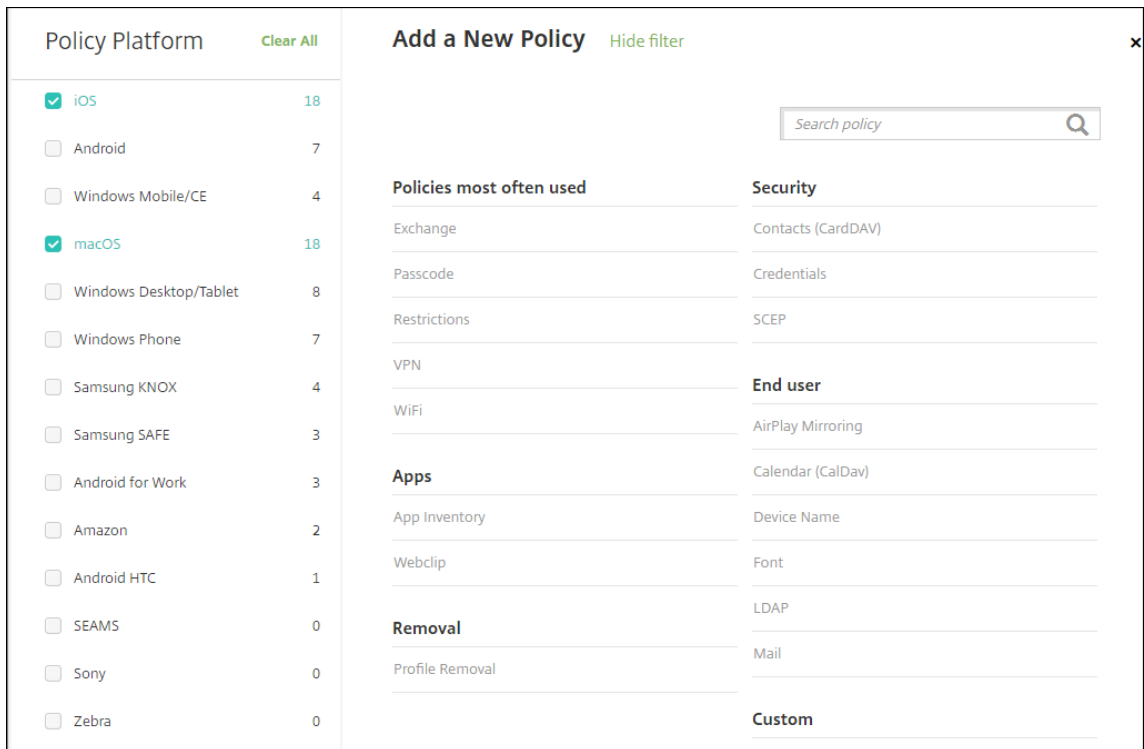 Policy Platform
Clear All
iOS 18
Android 7
Windows Mobile/CE 4
macOS 18
Windows Desktop/Tablet 8
Windows Phone 7
Samsung KNOX 4
Samsung SAFE 3
Android for Work 3
Amazon 2
Android HTC 1
SEAMS 0
Sony 0
Zebra 0
Add a New Policy
Hide filter
×
Search policy
Policies most often used
Exchange
Passcode
Restrictions
VPN
WiFi
Apps
App Inventory
Webclip
Removal
Profile Removal
Security
Contacts (CardDAV)
Credentials
SCEP
End user
AirPlay Mirroring
Calendar (CalDav)
Device Name
Font
LDAP
Mail
Custom